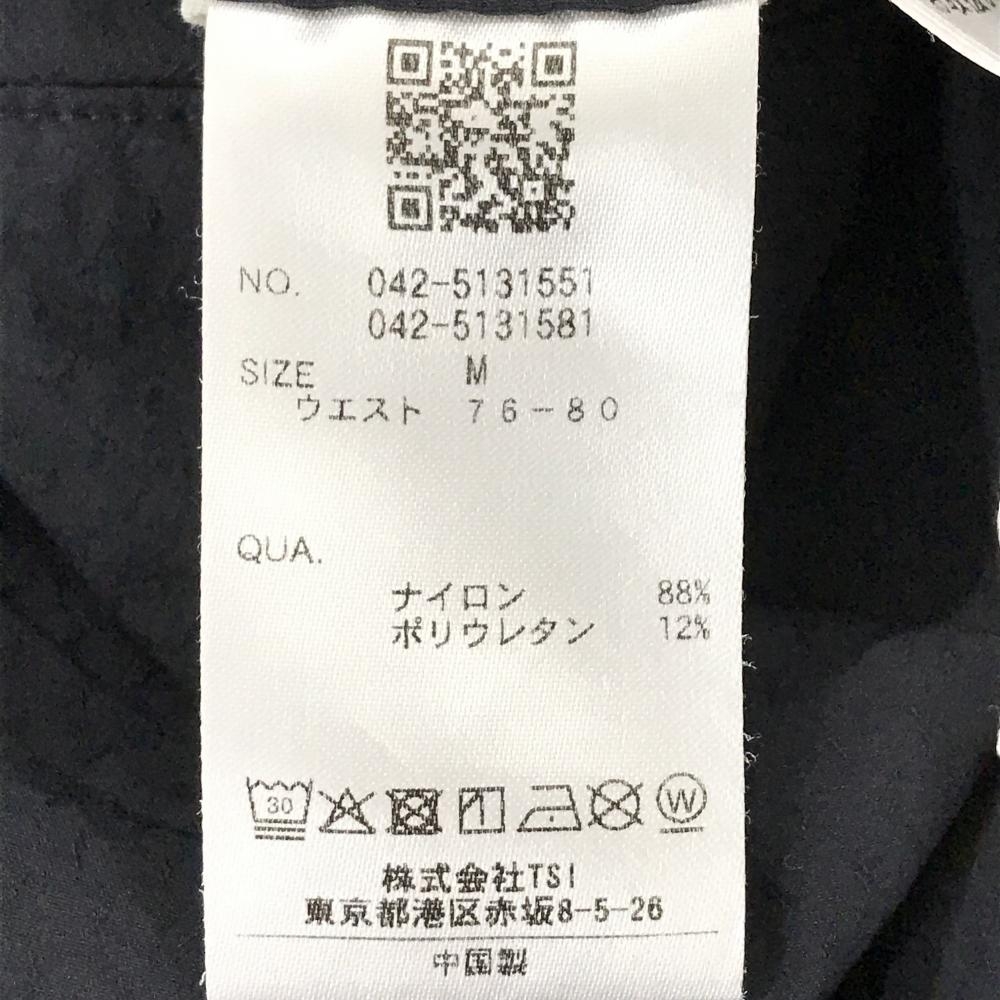 NO. 042-5131551
042-5131581
SIZE M
ウエスト 76-80
QUA.
ナイロン 88%
ポリウレタン 12%
30 W
株式会社TSI
東京都港区赤坂8-5-26
中国製